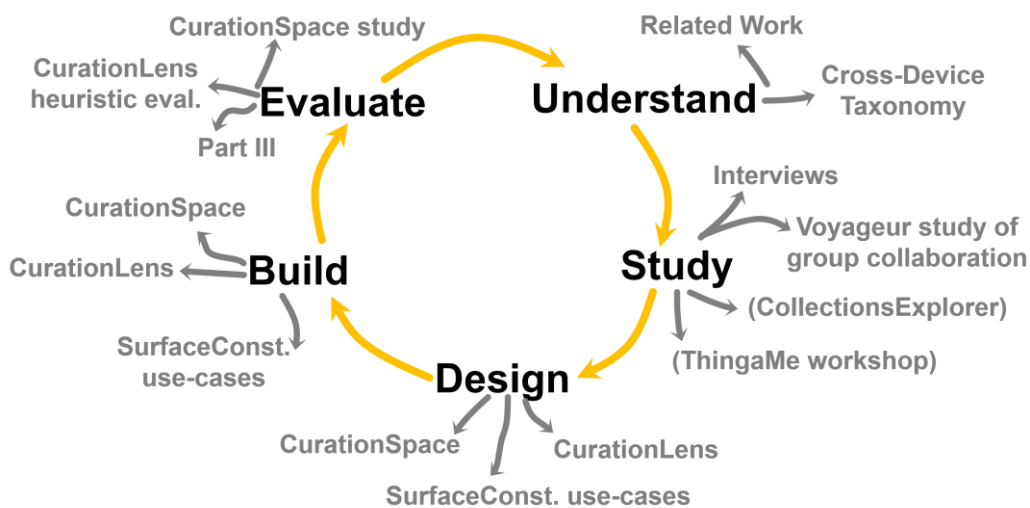 CurationSpace study
Related Work
CurationLens
heuristic eval.
Evaluate
Understand
Cross-Device
Taxonomy
Part III
Interviews
CurationSpace
Voyageur study of
group collaboration
CurationLens
Build
Study
(CollectionsExplorer)
SurfaceConst.
use-cases
(ThingaMe workshop)
Design
CurationSpace
CurationLens
SurfaceConst. use-cases